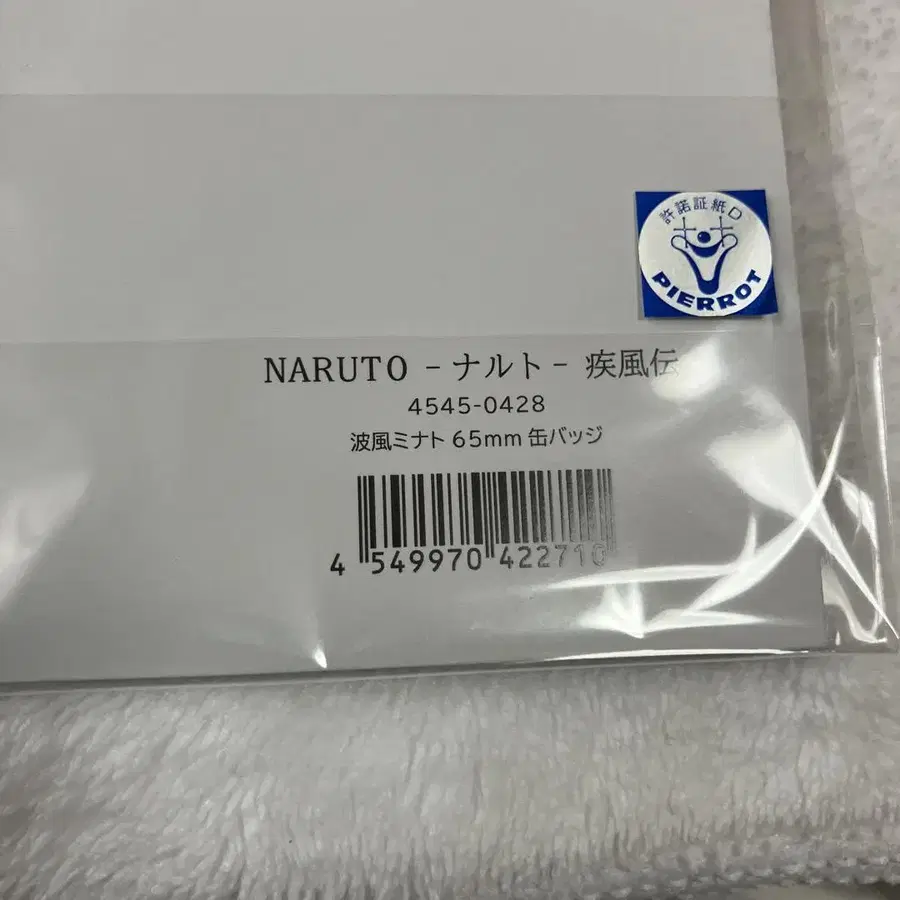 許諾証紙D
PIERROT
NARUTO -ナルト- 疾風伝
4545-0428
波風ミナト 65mm 缶バッジ
4 549970 422710